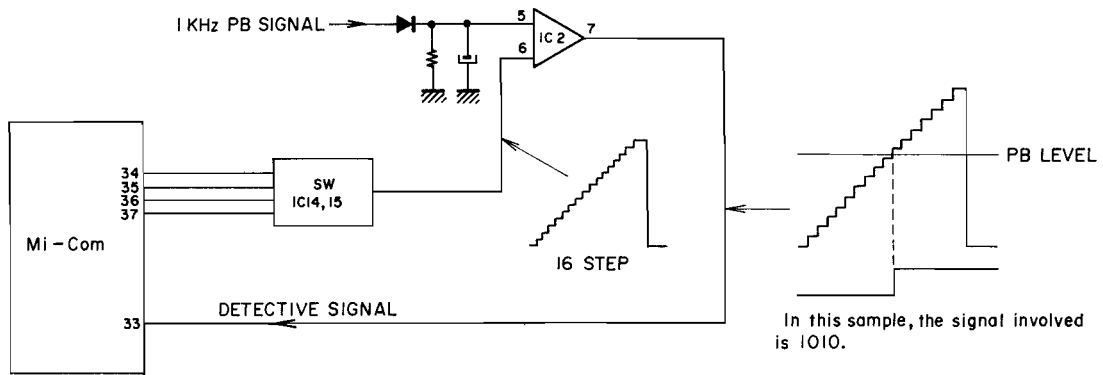 1 KHz PB SIGNAL
5
6
IC 2
7
34
35
36
37
SW
IC14, 15
Mi-Com
16 STEP
PB LEVEL
33
DETECTIVE SIGNAL
In this sample, the signal involved
is 1010.